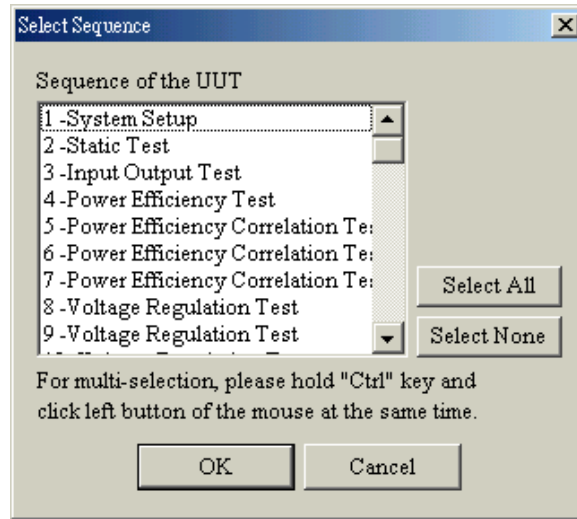 Select Sequence
Sequence of the UUT
1 -System Setup
2 -Static Test
3 -Input Output Test
4 -Power Efficiency Test
5 -Power Efficiency Correlation Te
6 -Power Efficiency Correlation Te
7 -Power Efficiency Correlation Te
8 -Voltage Regulation Test
9 -Voltage Regulation Test
Select All
Select None
For multi-selection, please hold "Ctrl" key and
click left button of the mouse at the same time.
OK
Cancel